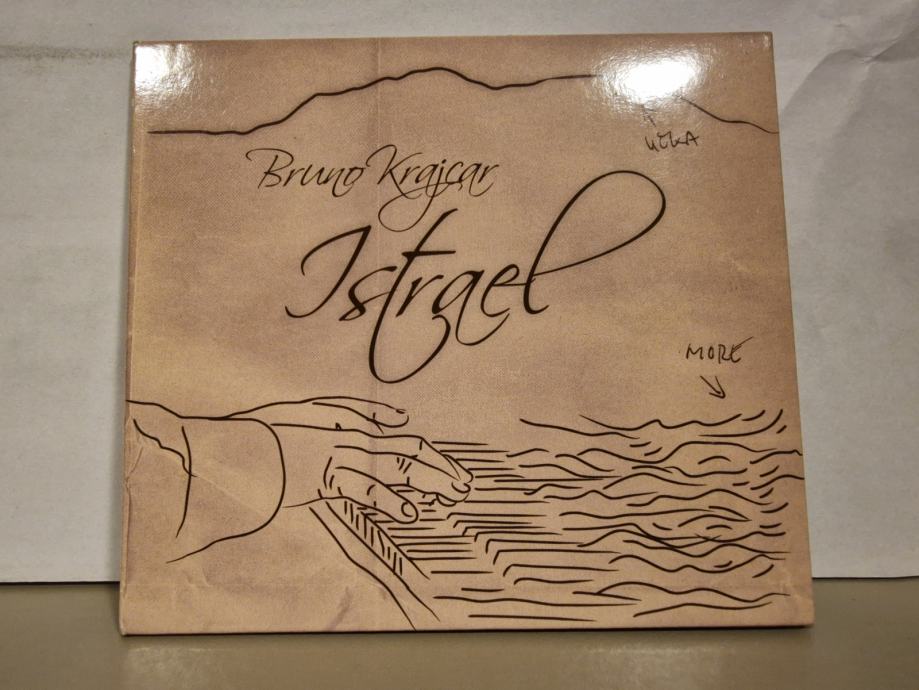 UČKA
Bruno Krajcar
Istrael
MORE